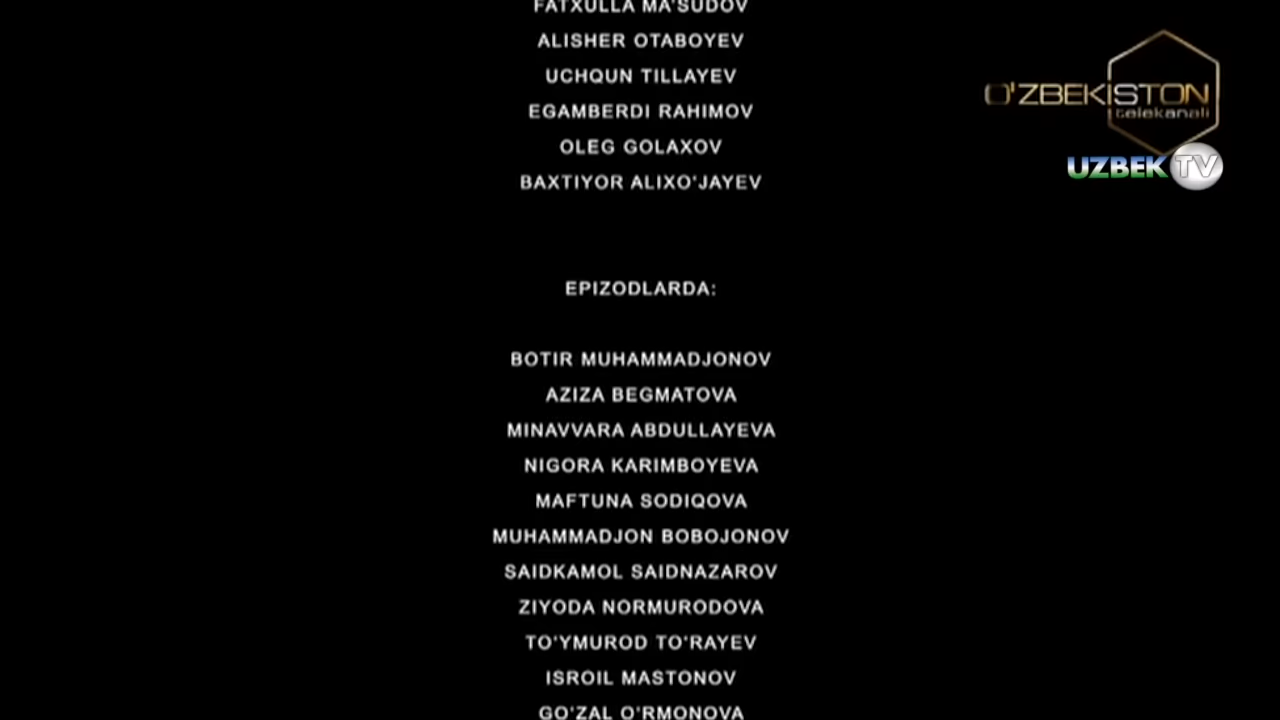 FATXULLA MA'SUDOV
ALISHER OTABOYEV
UCHQUN TILLAYEV
EGAMBERDI RAHIMOV
OLEG GOLAXOV
BAXTIYOR ALIXO'JAYEV
O'ZBEKISTON
telekanali
UZBEK TV
EPIZODLARDA:
BOTIR MUHAMMADJONOV
AZIZA BEGMATOVA
MINAVVARA ABDULLAYEVA
NIGORA KARIMBOYEVA
MAFTUNA SODIQOVA
MUHAMMADJON BOBOJONOV
SAIDKAMOL SAIDNAZAROV
ZIYODA NORMURODOVA
TO'YMUROD TO'RAYEV
ISROIL MASTONOV
GO'ZAL O'RMONOVA